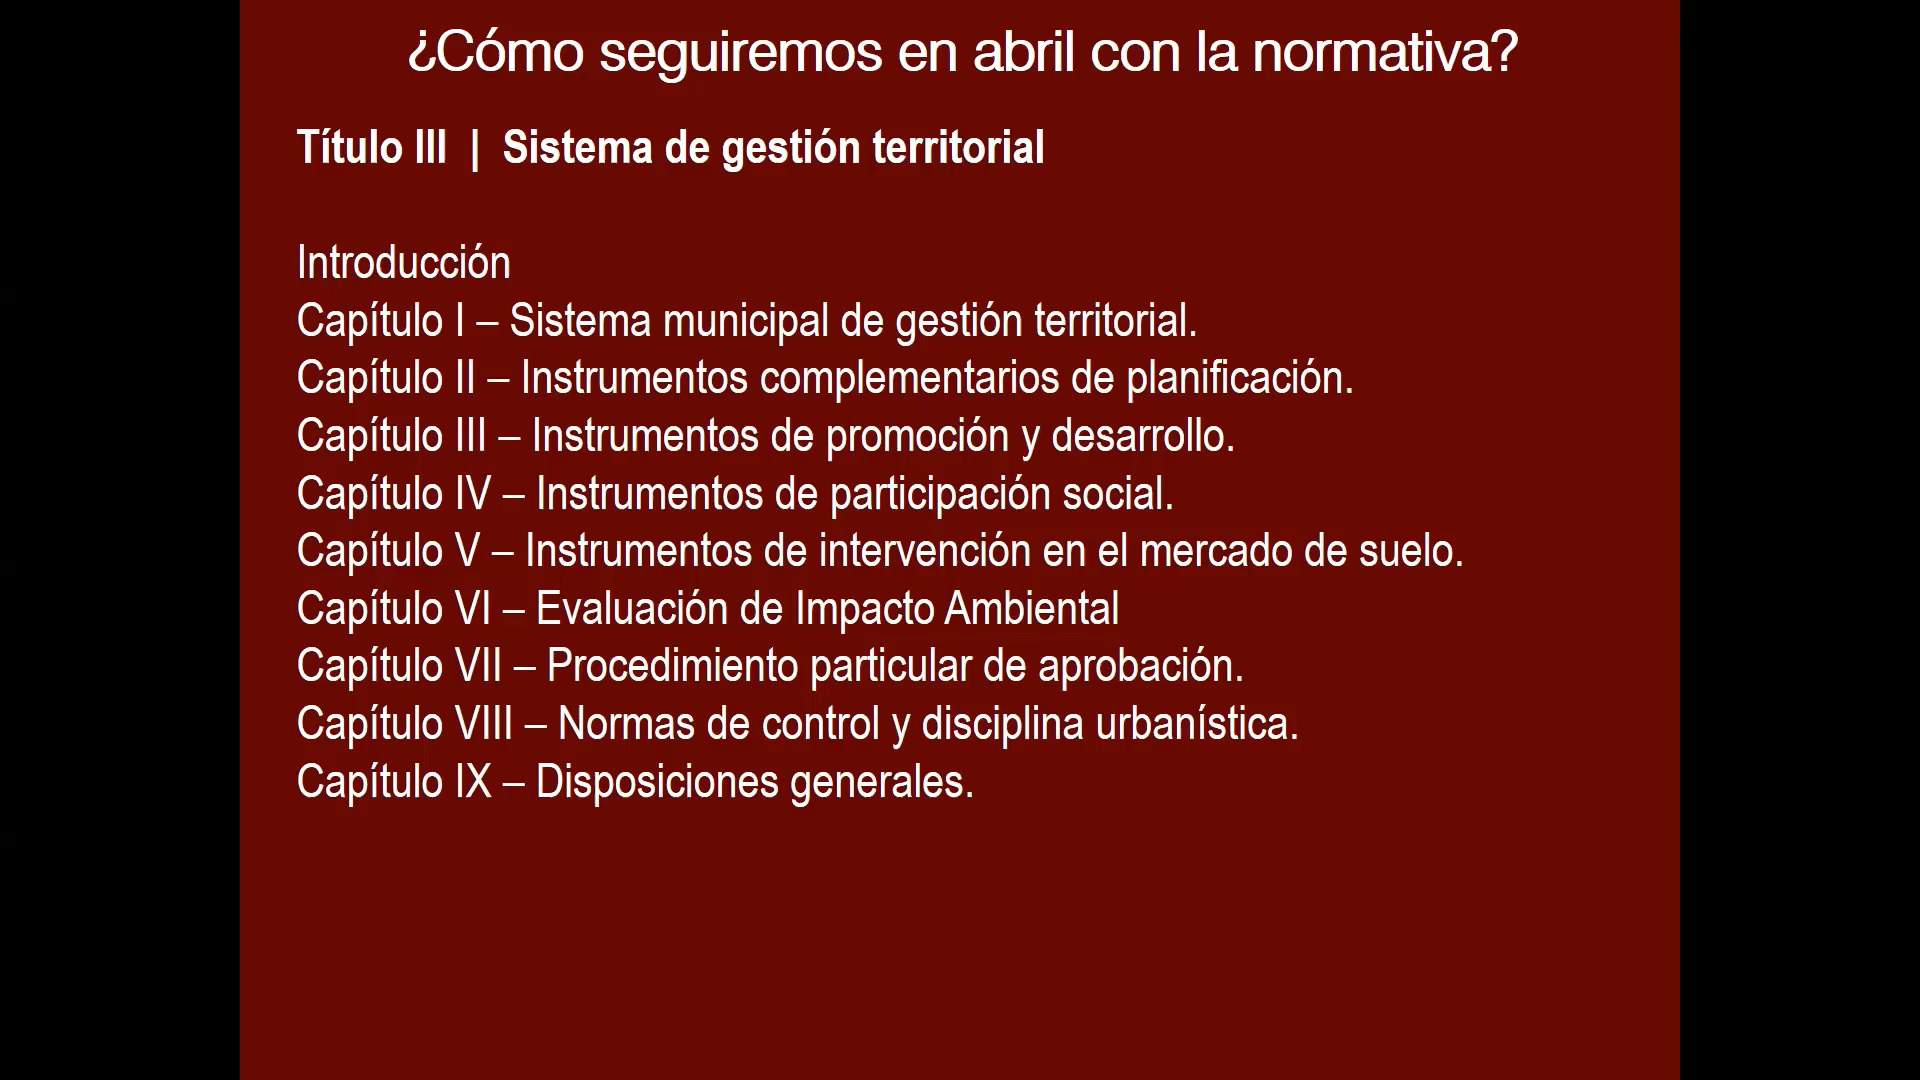 ¿Cómo seguiremos en abril con la normativa?
Título III | Sistema de gestión territorial
Introducción
Capítulo I – Sistema municipal de gestión territorial.
Capítulo II – Instrumentos complementarios de planificación.
Capítulo III – Instrumentos de promoción y desarrollo.
Capítulo IV – Instrumentos de participación social.
Capítulo V – Instrumentos de intervención en el mercado de suelo.
Capítulo VI – Evaluación de Impacto Ambiental
Capítulo VII – Procedimiento particular de aprobación.
Capítulo VIII – Normas de control y disciplina urbanística.
Capítulo IX – Disposiciones generales.